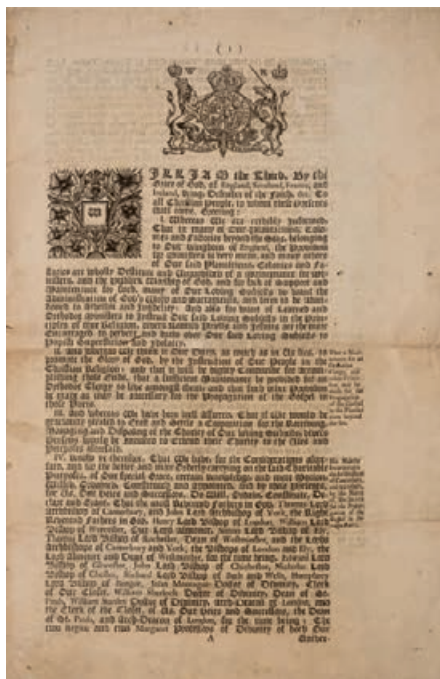 ( 1 )
W
ILLIAM the Third, By the
Grace of God, of England, Scotland, France, and
Ireland, King, Defender of the Faith, &c. To
all Christian People, to whom these Presents
shall come, Greeting:
I. Whereas We are credibly Informed,
That in many of Our Plantations, Colo-
nies and Factories beyond the Seas, belonging
to Our Kingdom of England, the Provision
for Ministers is very mean, and many others
of Our said Plantations, Colonies and Fa-
ctories are wholly Destitute and Unprovided of a Maintenance for Mi-
nisters, and the Publick Worship of God; and for lack of Support and
Maintenance for such, many of Our Loving Subjects do want the
Administration of God's Word and Sacraments, and seem to be Aban-
doned to Atheism and Infidelity; And also for want of Learned and
Orthodox Ministers to Instruct Our said Loving Subjects in the Prin-
ciples of true Religion, divers Romish Priests and Jesuits are the more
Encouraged to pervert and draw over Our said Loving Subjects to
Popish Superstition and Idolatry.
II. And whereas We think it Our Duty, as much as in Us lies, to
promote the Glory of God, by the Instruction of Our People in the
Christian Religion; and that it will be highly Conducive for accom-
plishing those Ends, that a sufficient Maintenance be provided for an
Orthodox Clergy to live amongst them, and that such other Provision
be made as may be necessary for the Propagation of the Gospel in
those Parts.
III. And whereas We have been well Assured, That if We would be
graciously pleased to Erect and Settle a Corporation for the Receiving,
Managing and Disposing of the Charity of Our Loving Subjects, divers
Persons would be Induced to Extend their Charity to the Uses and
Purposes aforesaid.
IV. Know ye therefore, That We have, for the Considerations afore-
said, and for the better and more Orderly carrying on the said Charitable
Purposes, of Our special Grace, certain Knowledge, and meer Motion,
Willed, Ordained, Constituted and Appointed, and by these Presents,
for Us, Our Heirs and Successors, Do Will, Ordain, Constitute, De-
clare and Grant, That the most Reverend Fathers in God, Thomas Lord
Archbishop of Canterbury, and John Lord Archbishop of York, the Right
Reverend Fathers in God, Henry Lord Bishop of London, William Lord
Bishop of Worcester, Our Lord Almoner, Simon Lord Bishop of Ely,
Thomas Lord Bishop of Rochester, Dean of Westminster, and the Lords
Archbishops of Canterbury and York, the Bishops of London and Ely, the
Lord Almoner and Dean of Westminster, for the time being, Edward Lord
Bishop of Gloucester, John Lord Bishop of Chichester, Nicholas Lord
Bishop of Chester, Richard Lord Bishop of Bath and Wells, Humphrey
Lord Bishop of Bangor, John Mountague Doctor of Divinity, Clerk
of Our Closet, William Sherlock Doctor of Divinity, Dean of St.
Pauls, William Stanley Doctor of Divinity, Arch-Deacon of London, and
the Clerk of the Closet, of Us, Our Heirs and Successors, the Dean
of St. Pauls, and Arch-Deacon of London, for the time being; The
two Regius and two Margaret Professors of Divinity of both Our
A